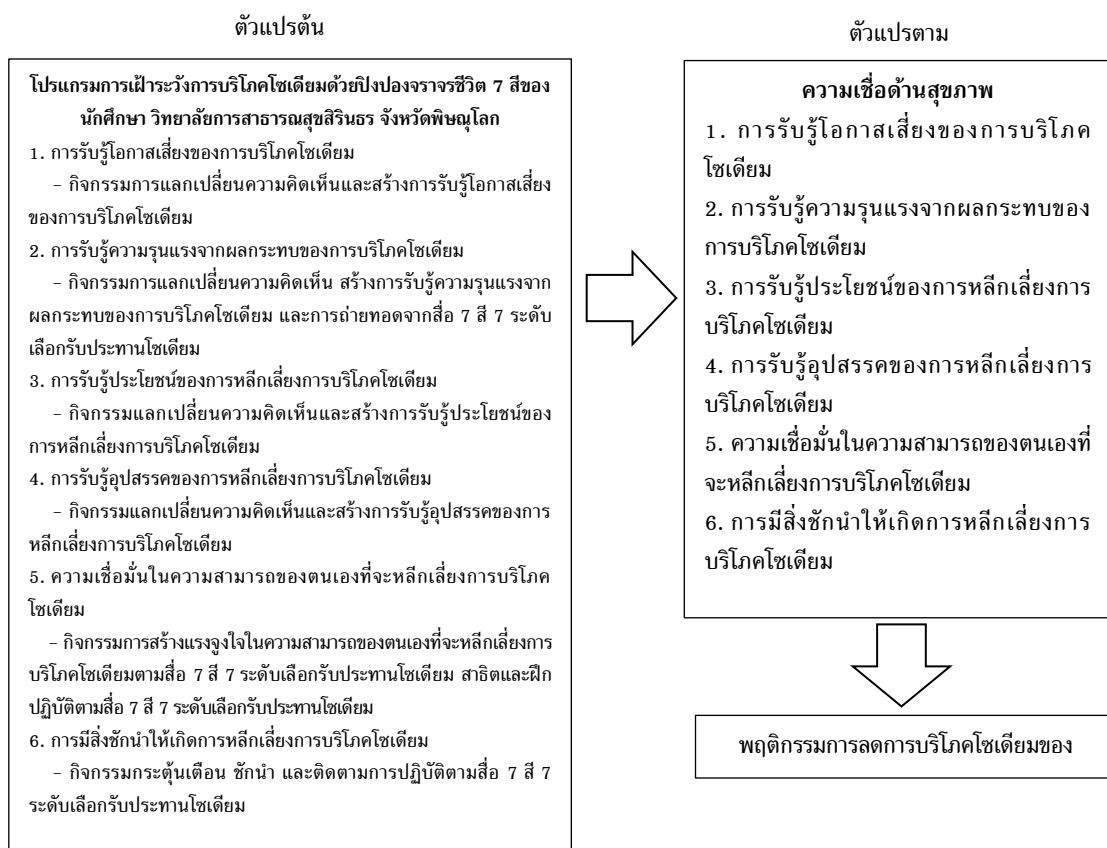 ตัวแปรต้น
โปรแกรมการเฝ้าระวังการบริโภคโซเดียมด้วยปิงปองจราจรชีวิต 7 สีของ
นักศึกษา วิทยาลัยการสาธารณสุขสิรินธร จังหวัดพิษณุโลก
1. การรับรู้โอกาสเสี่ยงของการบริโภคโซเดียม
- กิจกรรมการแลกเปลี่ยนความคิดเห็นและสร้างการรับรู้โอกาสเสี่ยง
ของการบริโภคโซเดียม
2. การรับรู้ความรุนแรงจากผลกระทบของการบริโภคโซเดียม
- กิจกรรมการแลกเปลี่ยนความคิดเห็น สร้างการรับรู้ความรุนแรงจาก
ผลกระทบของการบริโภคโซเดียม และการถ่ายทอดจากสื่อ 7 สี 7 ระดับ
เลือกรับประทานโซเดียม
3. การรับรู้ประโยชน์ของการหลีกเลี่ยงการบริโภคโซเดียม
- กิจกรรมแลกเปลี่ยนความคิดเห็นและสร้างการรับรู้ประโยชน์ของ
การหลีกเลี่ยงการบริโภคโซเดียม
4. การรับรู้อุปสรรคของการหลีกเลี่ยงการบริโภคโซเดียม
- กิจกรรมแลกเปลี่ยนความคิดเห็นและสร้างการรับรู้อุปสรรคของการ
หลีกเลี่ยงการบริโภคโซเดียม
5. ความเชื่อมั่นในความสามารถของตนเองที่จะหลีกเลี่ยงการบริโภค
โซเดียม
- กิจกรรมการสร้างแรงจูงใจในความสามารถของตนเองที่จะหลีกเลี่ยงการ
บริโภคโซเดียมตามสื่อ 7 สี 7 ระดับเลือกรับประทานโซเดียม สาธิตและฝึก
ปฏิบัติตามสื่อ 7 สี 7 ระดับเลือกรับประทานโซเดียม
6. การมีสิ่งชักนำให้เกิดการหลีกเลี่ยงการบริโภคโซเดียม
- กิจกรรมกระตุ้นเตือน ชักนำ และติดตามการปฏิบัติตามสื่อ 7 สี 7
ระดับเลือกรับประทานโซเดียม
ตัวแปรตาม
ความเชื่อด้านสุขภาพ
1. การรับรู้โอกาสเสี่ยงของการบริโภค
โซเดียม
2. การรับรู้ความรุนแรงจากผลกระทบของ
การบริโภคโซเดียม
3. การรับรู้ประโยชน์ของการหลีกเลี่ยงการ
บริโภคโซเดียม
4. การรับรู้อุปสรรคของการหลีกเลี่ยงการ
บริโภคโซเดียม
5. ความเชื่อมั่นในความสามารถของตนเองที่
จะหลีกเลี่ยงการบริโภคโซเดียม
6. การมีสิ่งชักนำให้เกิดการหลีกเลี่ยงการ
บริโภคโซเดียม
พฤติกรรมการลดการบริโภคโซเดียมของ